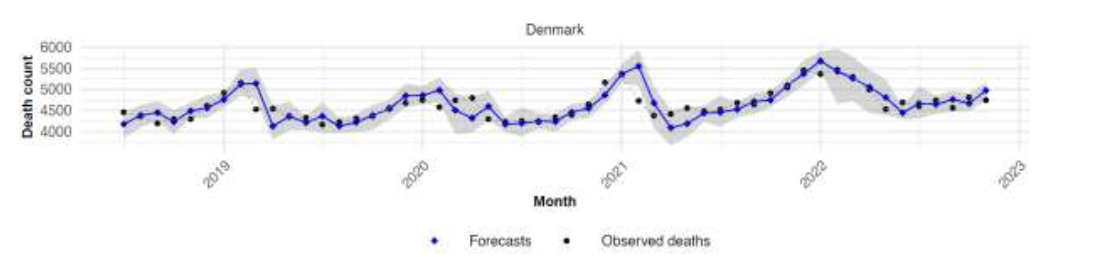 Denmark
6000
5500
5000
4500
4000
Death count
2019
2020
2021
2022
2023
Month
Forecasts
Observed deaths